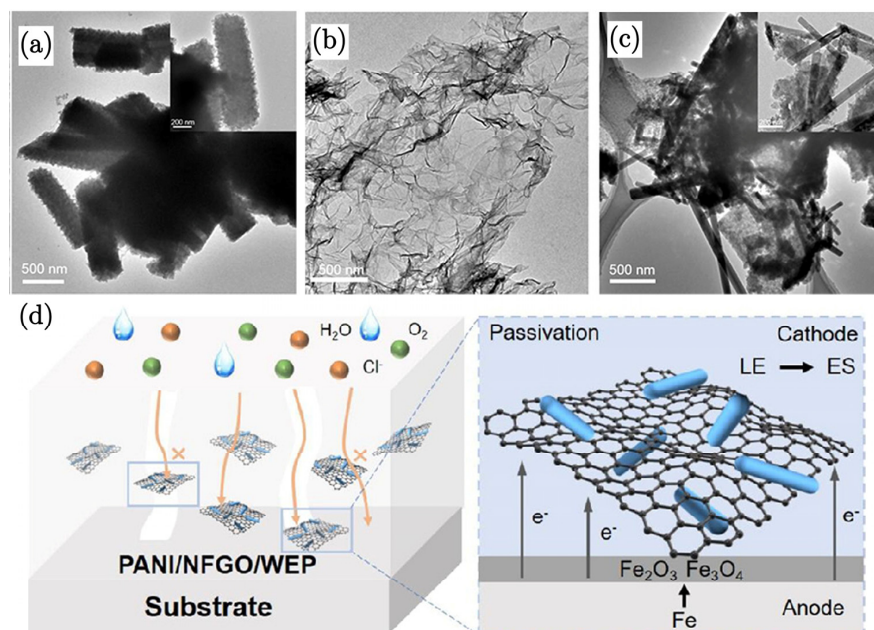 (a)
200 nm
500 nm
(b)
500 nm
(c)
500 nm
(d)
H₂O
O₂
Cl⁻
PANI/NFGO/WEP
Substrate
Passivation
Cathode
LE → ES
e⁻
e⁻
e⁻
Fe₂O₃ Fe₃O₄
Fe
Anode